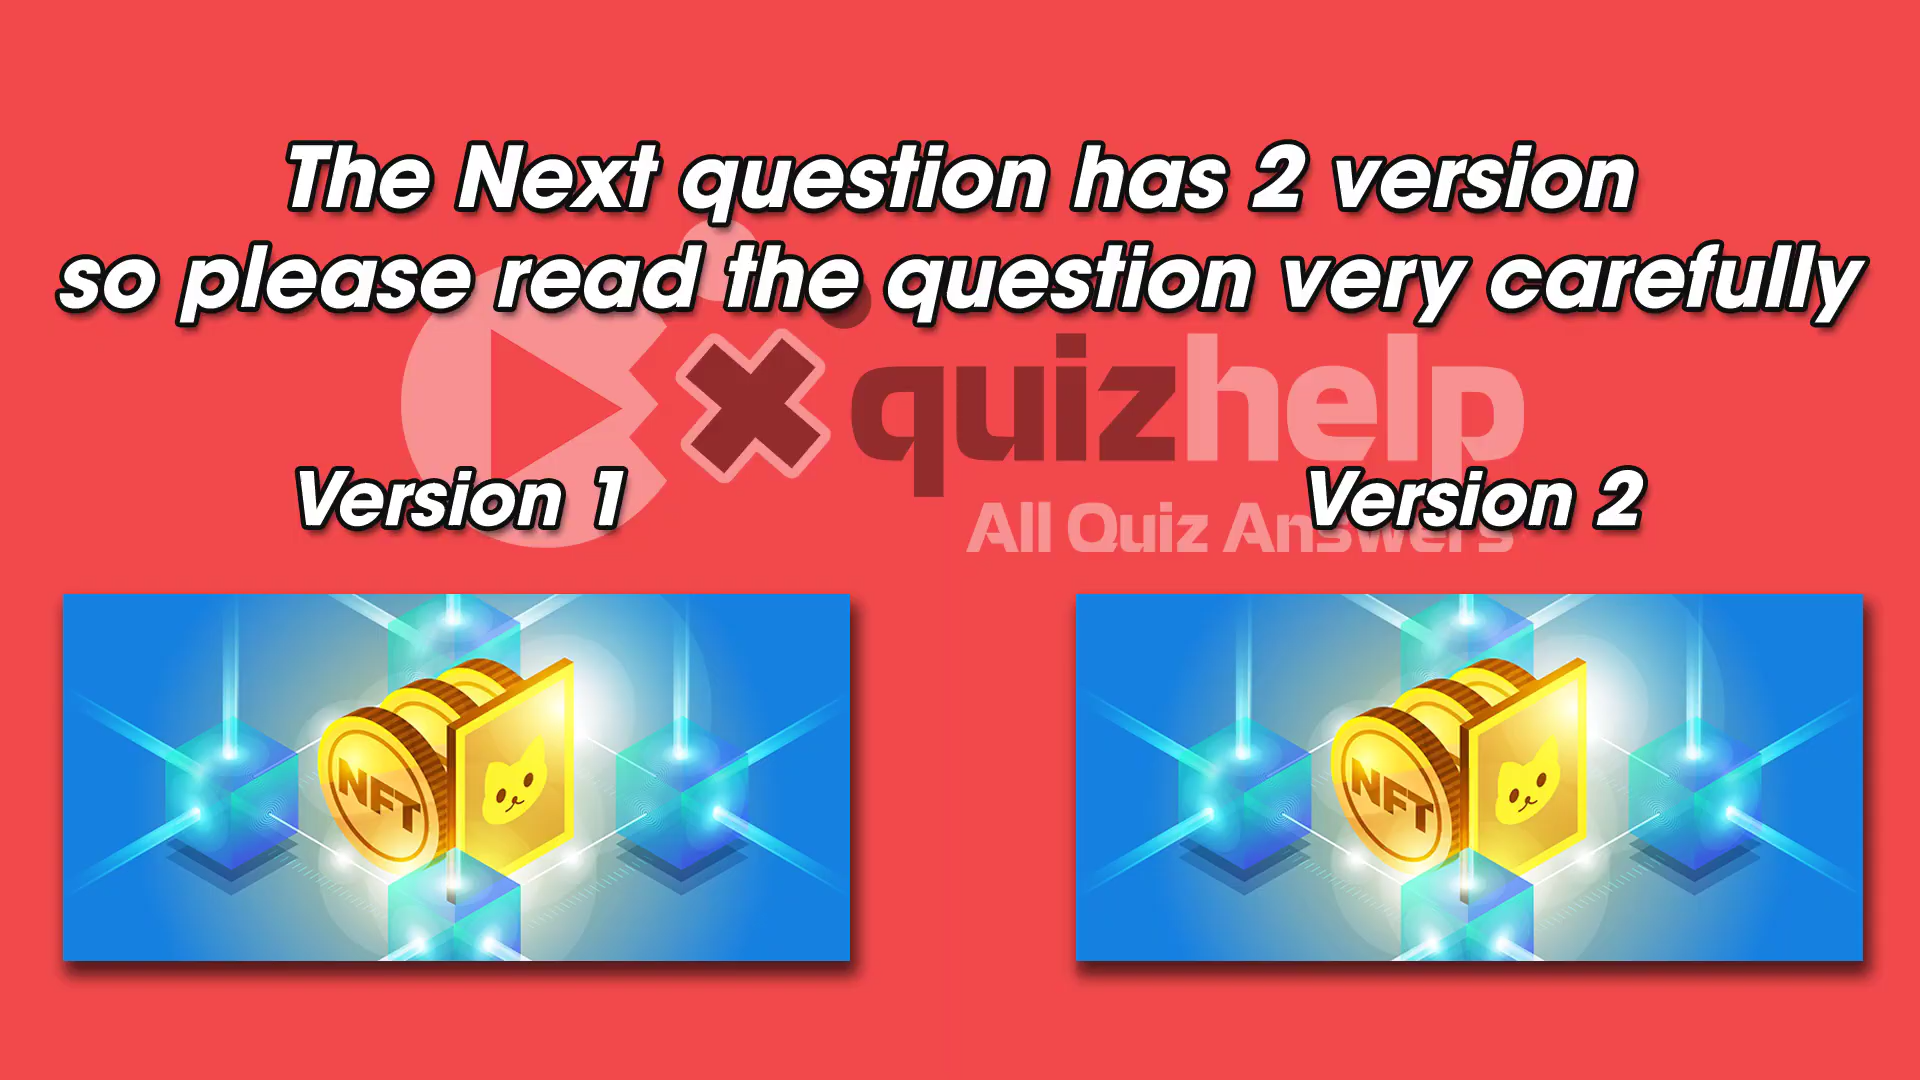 The Next question has 2 version
so please read the question very carefully
quizhelp
All Quiz Answers
Version 1
Version 2
NFT
NFT